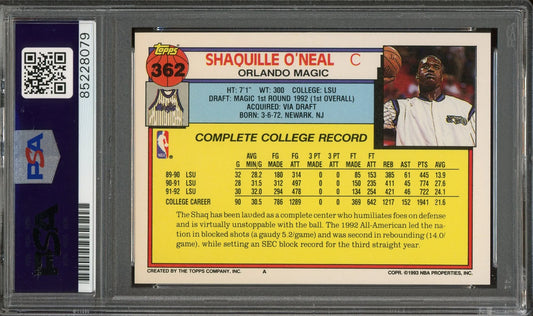 PSA
85228079
PSA
Topps
362
SHAQUILLE O'NEAL C
ORLANDO MAGIC
HT: 7'1" WT: 300 COLLEGE: LSU
DRAFT: MAGIC 1st ROUND 1992 (1st OVERALL)
ACQUIRED: VIA DRAFT
BORN: 3-6-72, NEWARK, NJ
COMPLETE COLLEGE RECORD
NBA
AVG FG FG 3 PT 3 PT FT FT
G MIN/G MADE ATT MADE ATT MADE ATT REB AST PTS AVG
89-90 LSU 32 28.2 180 314 0 0 85 153 385 61 445 13.9
90-91 LSU 28 31.5 312 497 0 0 150 235 411 45 774 27.6
91-92 LSU 30 32.0 294 478 0 0 134 254 421 46 722 24.1
COLLEGE CAREER 90 30.5 786 1289 0 0 369 642 1217 152 1941 21.6
The Shaq has been lauded as a complete center who humiliates foes on defense
and is virtually unstoppable with the ball. The 1992 All-American led the
nation in blocked shots (a gaudy 5.2/game) and was second in rebounding (14.0/
game), while setting an SEC block record for the third straight year.
CREATED BY THE TOPPS COMPANY, INC. A COPR. ©1993 NBA PROPERTIES, INC.